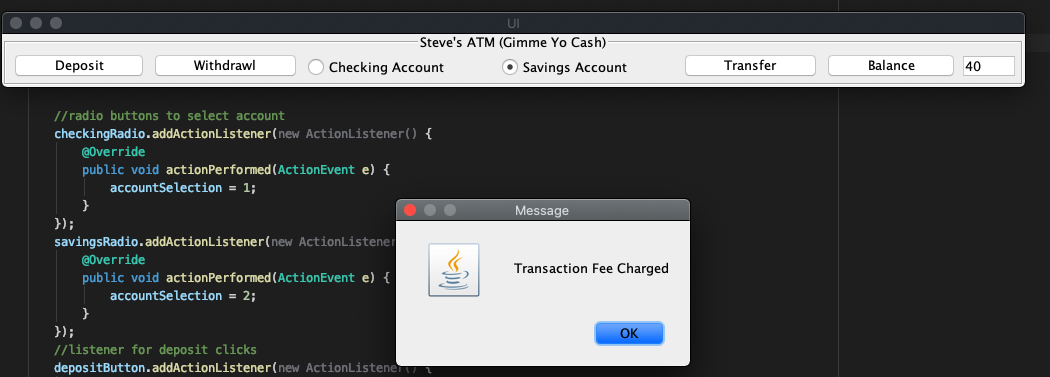 UI
Steve's ATM (Gimme Yo Cash)
Deposit Withdrawl Checking Account Savings Account Transfer Balance 40
//radio buttons to select account
checkingRadio.addActionListener(new ActionListener() {
@Override
public void actionPerformed(ActionEvent e) {
accountSelection = 1;
}
});
savingsRadio.addActionListener(new ActionListener
@Override
public void actionPerformed(ActionEvent e) {
accountSelection = 2;
}
});
//listener for deposit clicks
depositButton.addActionListener(new ActionListener() {
Message
Transaction Fee Charged
OK